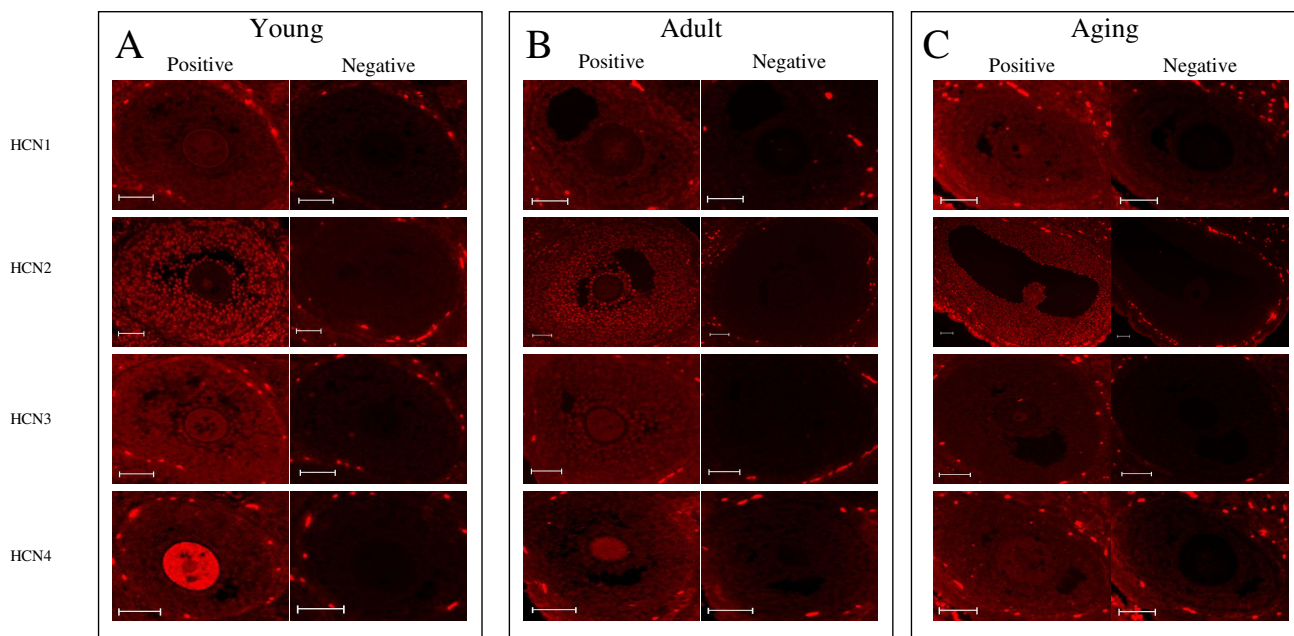 A Young
Positive Negative
B Adult
Positive Negative
C Aging
Positive Negative
HCN1
HCN2
HCN3
HCN4